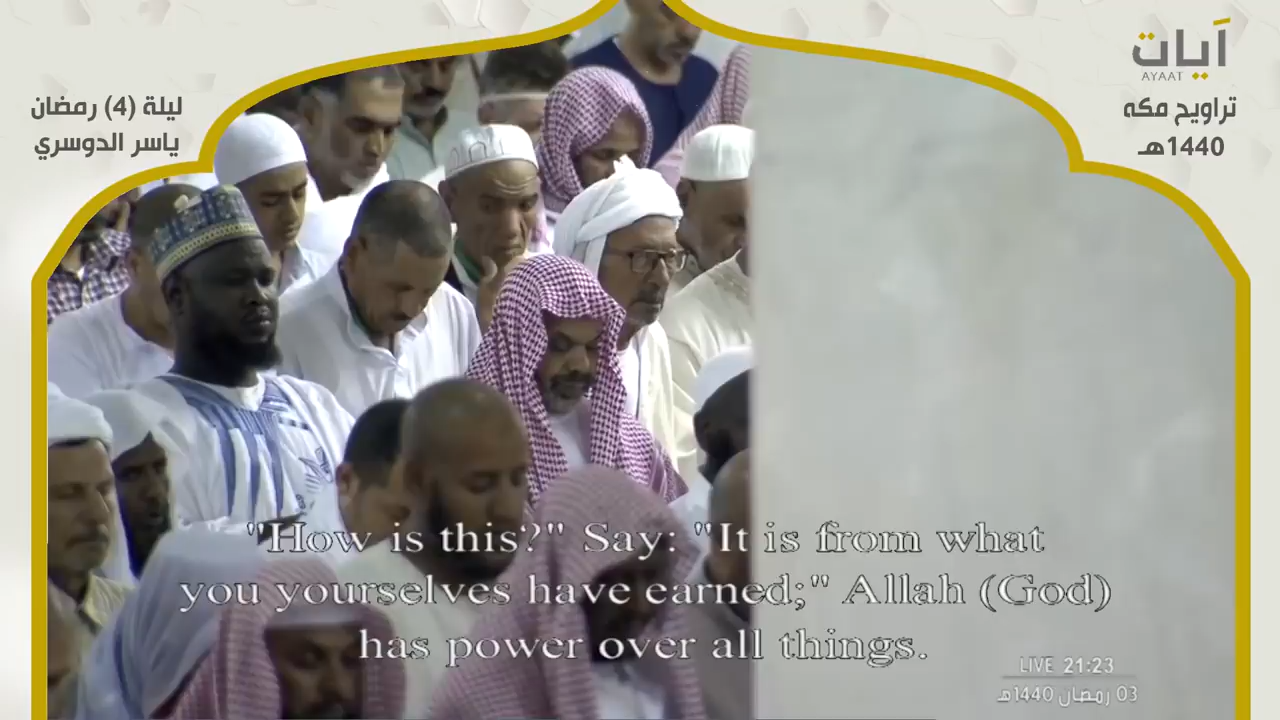 آيات
AYAAT
تراويح مكه
1440هـ
ليلة (4) رمضان
ياسر الدوسري
"How is this?" Say: "It is from what
you yourselves have earned;" Allah (God)
has power over all things.
LIVE 21:23
03 رمضان 1440هـ